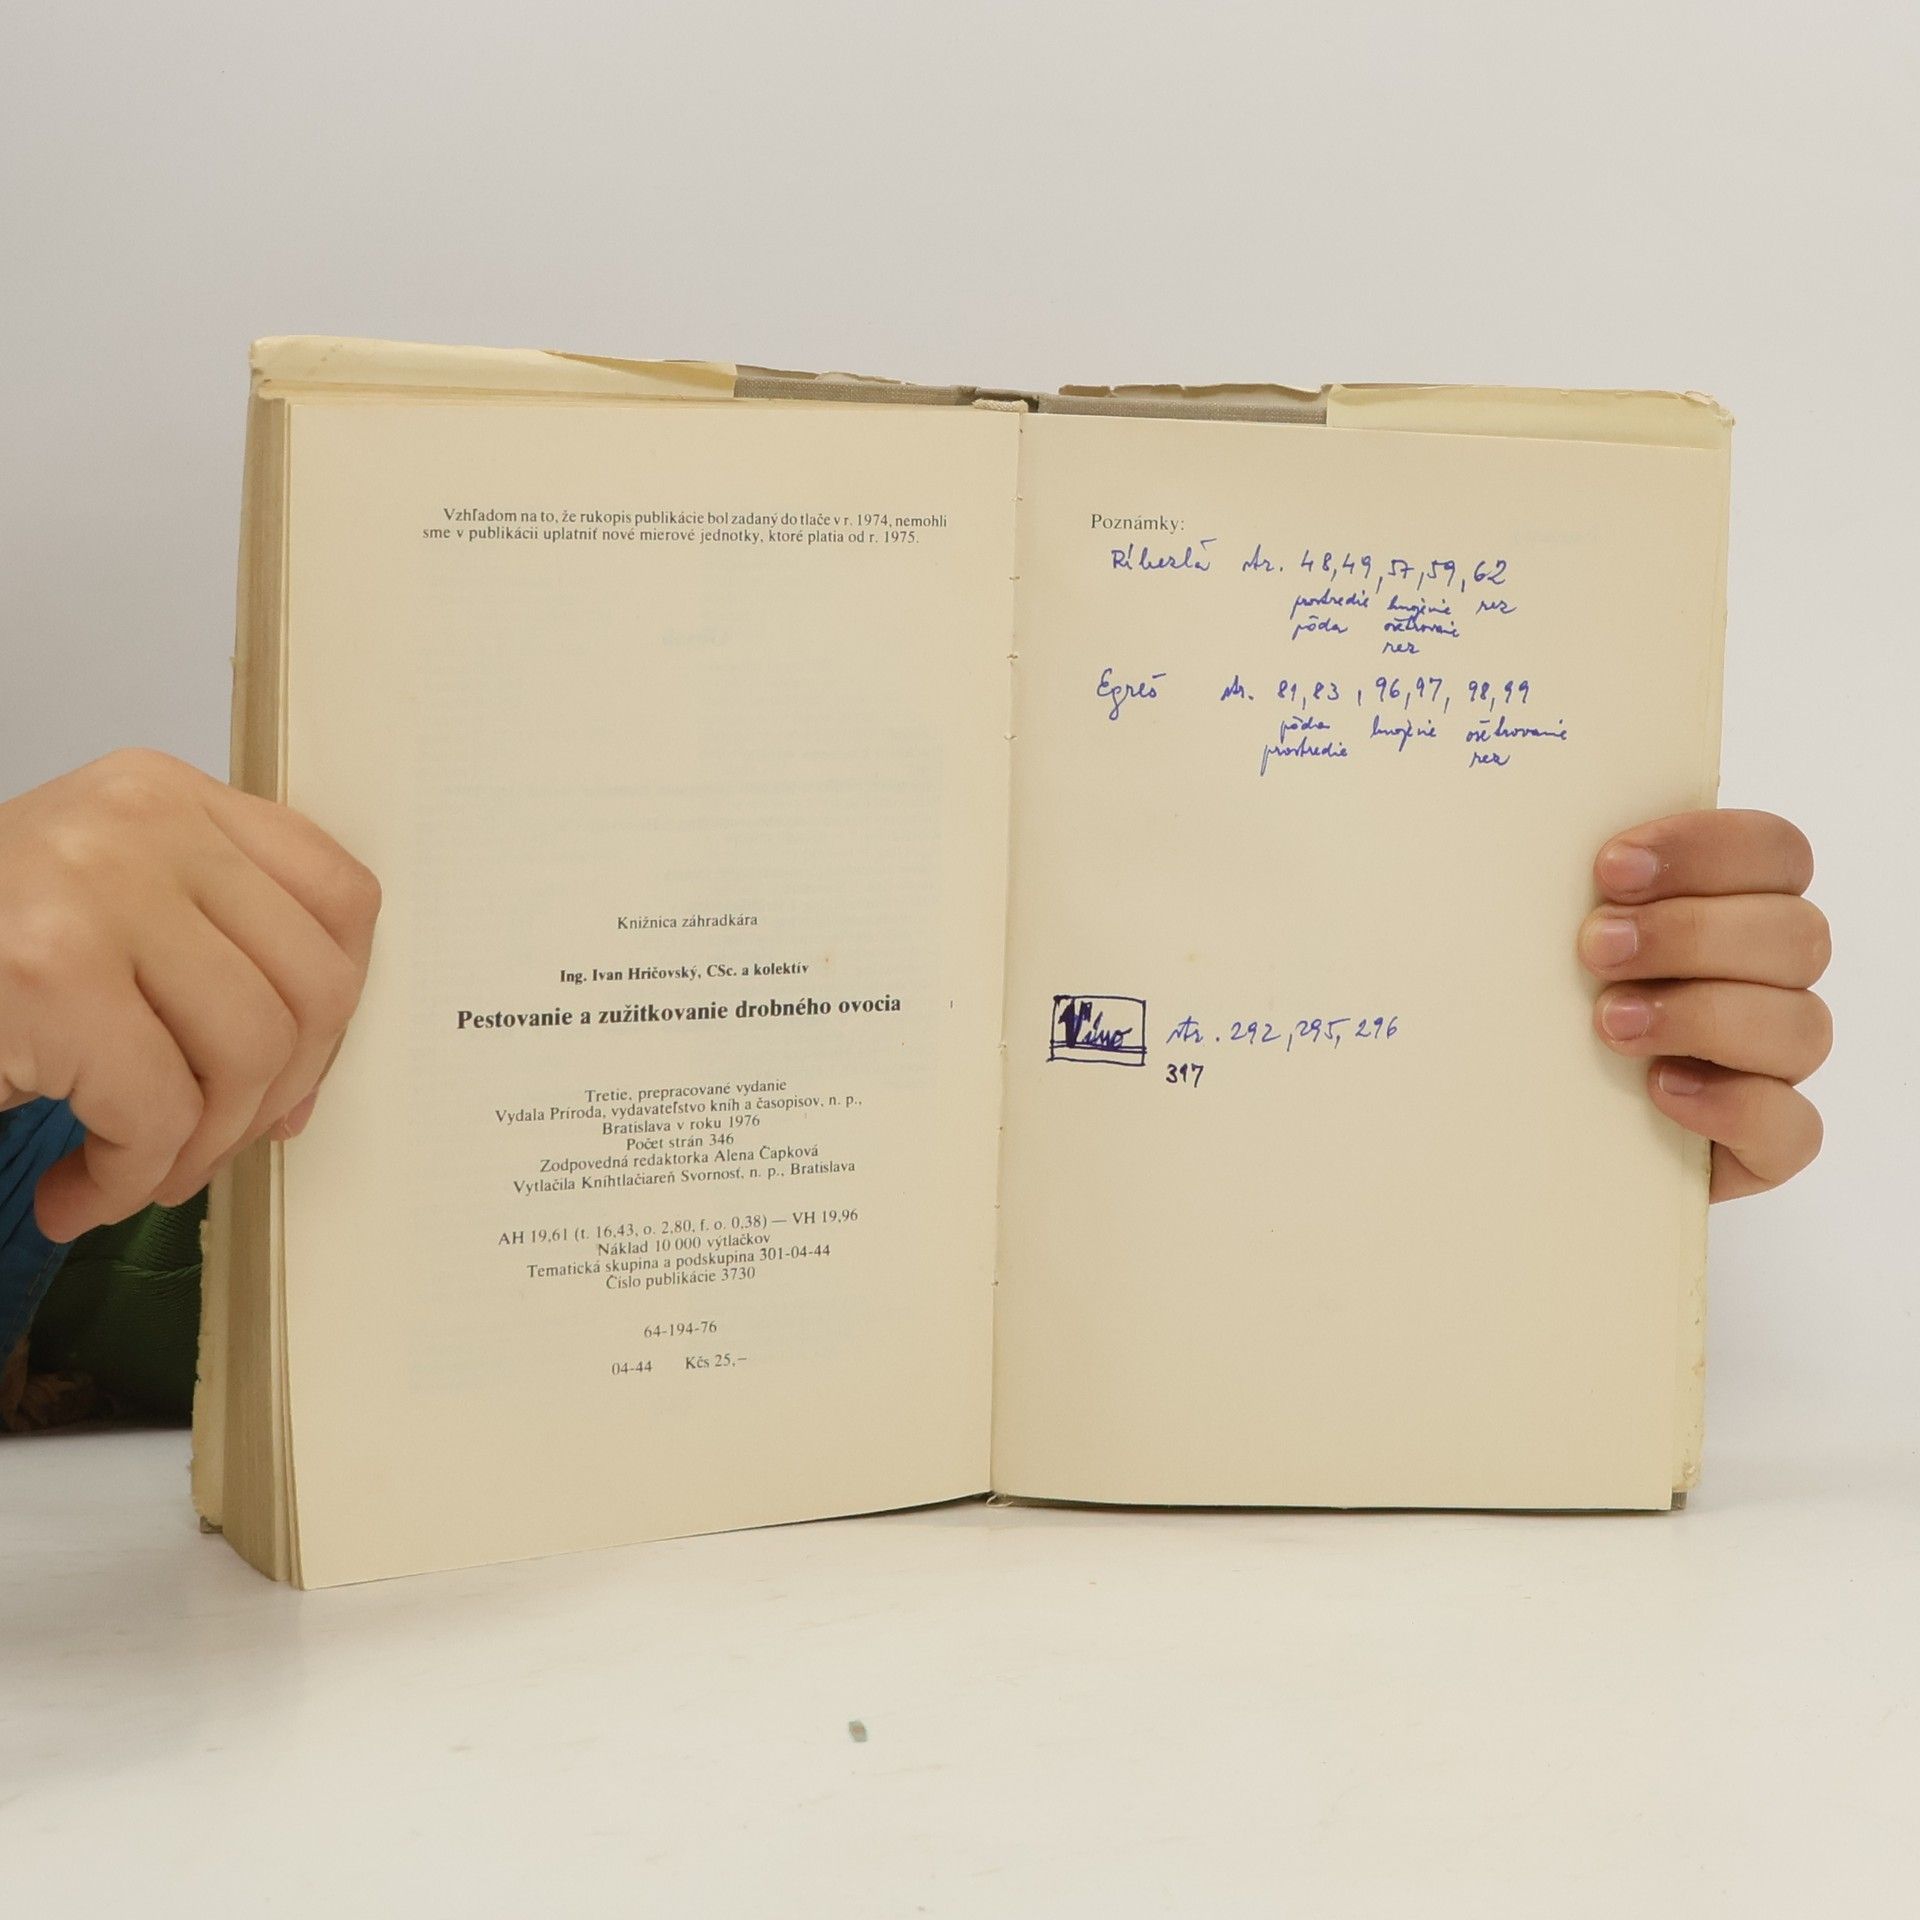 Vzhľadom na to, že rukopis publikácie bol zadaný do tlače v r. 1974, nemohli
sme v publikácii uplatniť nové mierové jednotky, ktoré platia od r. 1975.
Knižnica záhradkára
Ing. Ivan Hričovský, CSc. a kolektív
Pestovanie a zužitkovanie drobného ovocia
Tretie, prepracované vydanie
Vydala Príroda, vydavateľstvo kníh a časopisov, n. p.,
Bratislava v roku 1976
Počet strán 346
Zodpovedná redaktorka Alena Čapková
Vytlačila Kníhtlačiareň Svornosť, n. p., Bratislava
AH 19,61 (t. 16,43, o. 2,80, f. o. 0,38) — VH 19,96
Náklad 10 000 výtlačkov
Tematická skupina a podskupina 301-04-44
Číslo publikácie 3730
64-194-76
04-44 Kčs 25,–
Poznámky:
Ríbezlá str. 48,49,57,59,62
prostredie hnojenie rez
pôda ošetrovanie
rez
Egreš str. 81,83, 96,97, 98,99
pôda hnojenie ošetrovanie
prostredie rez
Víno str. 292, 295, 296
317